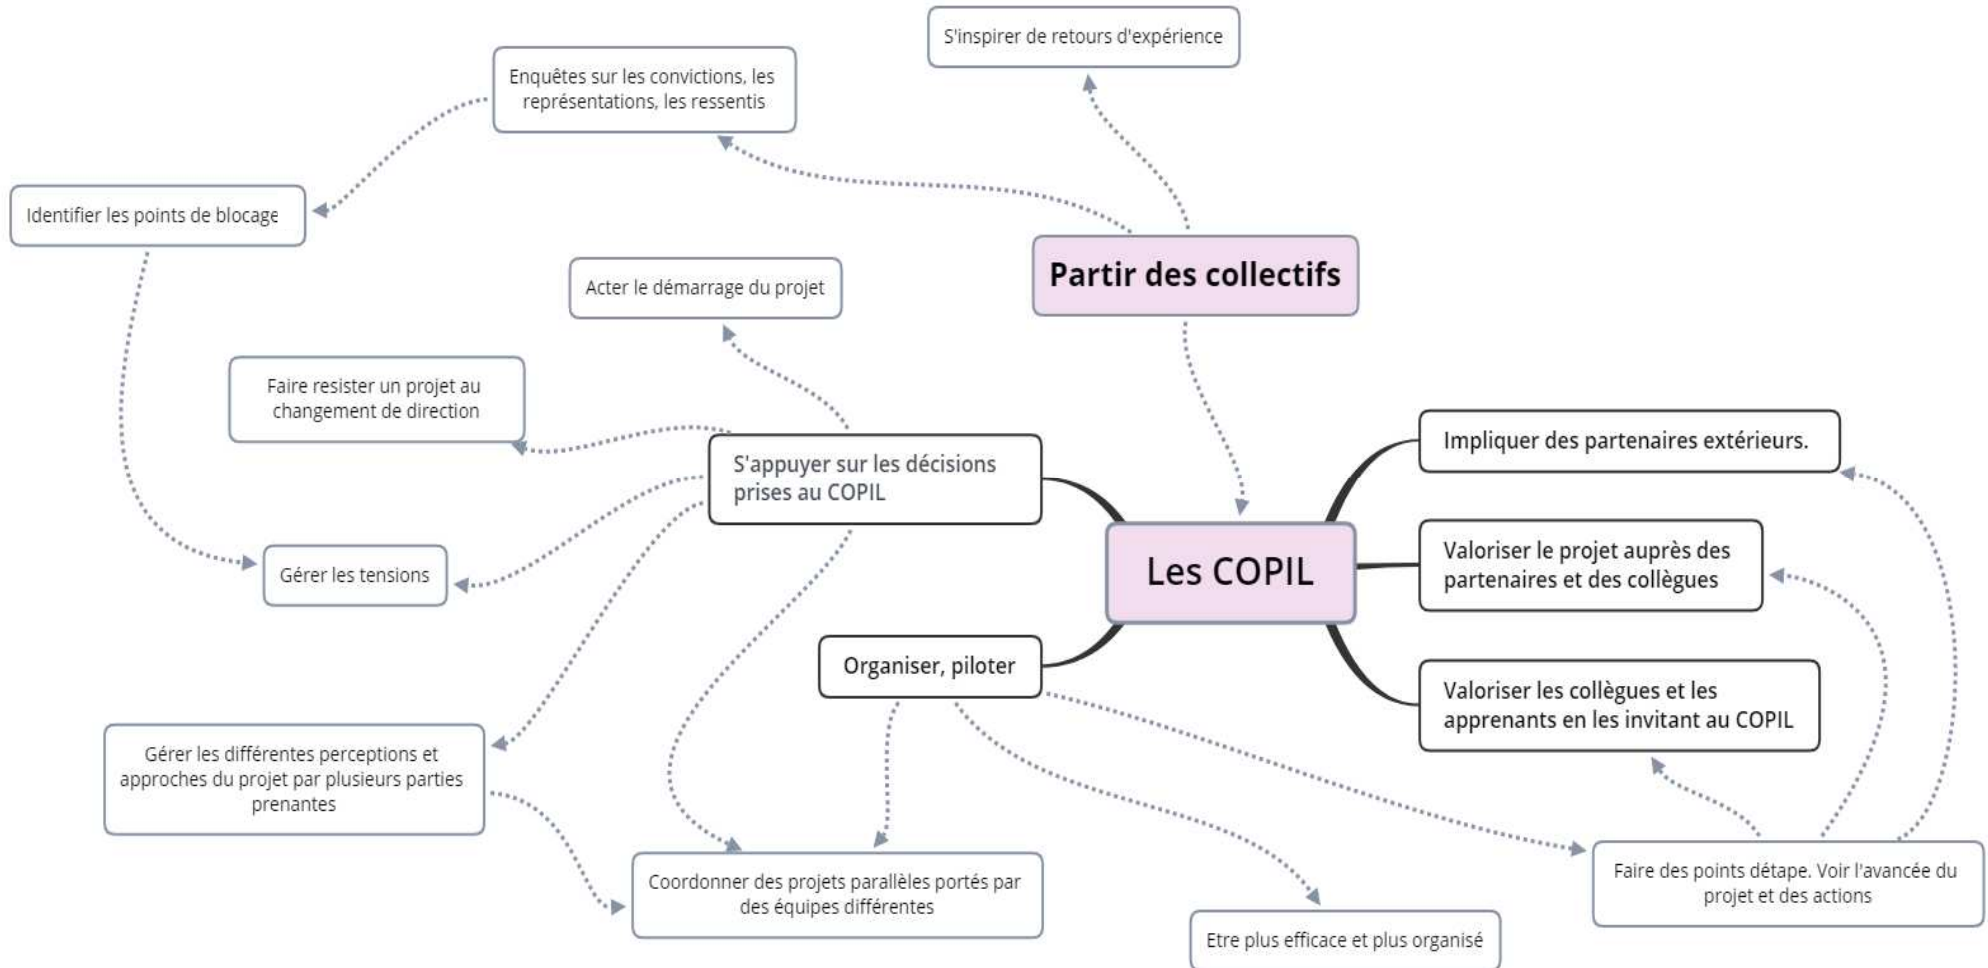 S'inspirer de retours d'expérience
Enquêtes sur les convictions, les
représentations, les ressentis
Identifier les points de blocage
Partir des collectifs
Acter le démarrage du projet
Faire resister un projet au
changement de direction
Impliquer des partenaires extérieurs.
S'appuyer sur les décisions
prises au COPIL
Valoriser le projet auprès des
partenaires et des collègues
Les COPIL
Gérer les tensions
Organiser, piloter
Valoriser les collègues et les
apprenants en les invitant au COPIL
Gérer les différentes perceptions et
approches du projet par plusieurs parties
prenantes
Coordonner des projets parallèles portés par
des équipes différentes
Faire des points détape. Voir l'avancée du
projet et des actions
Etre plus efficace et plus organisé